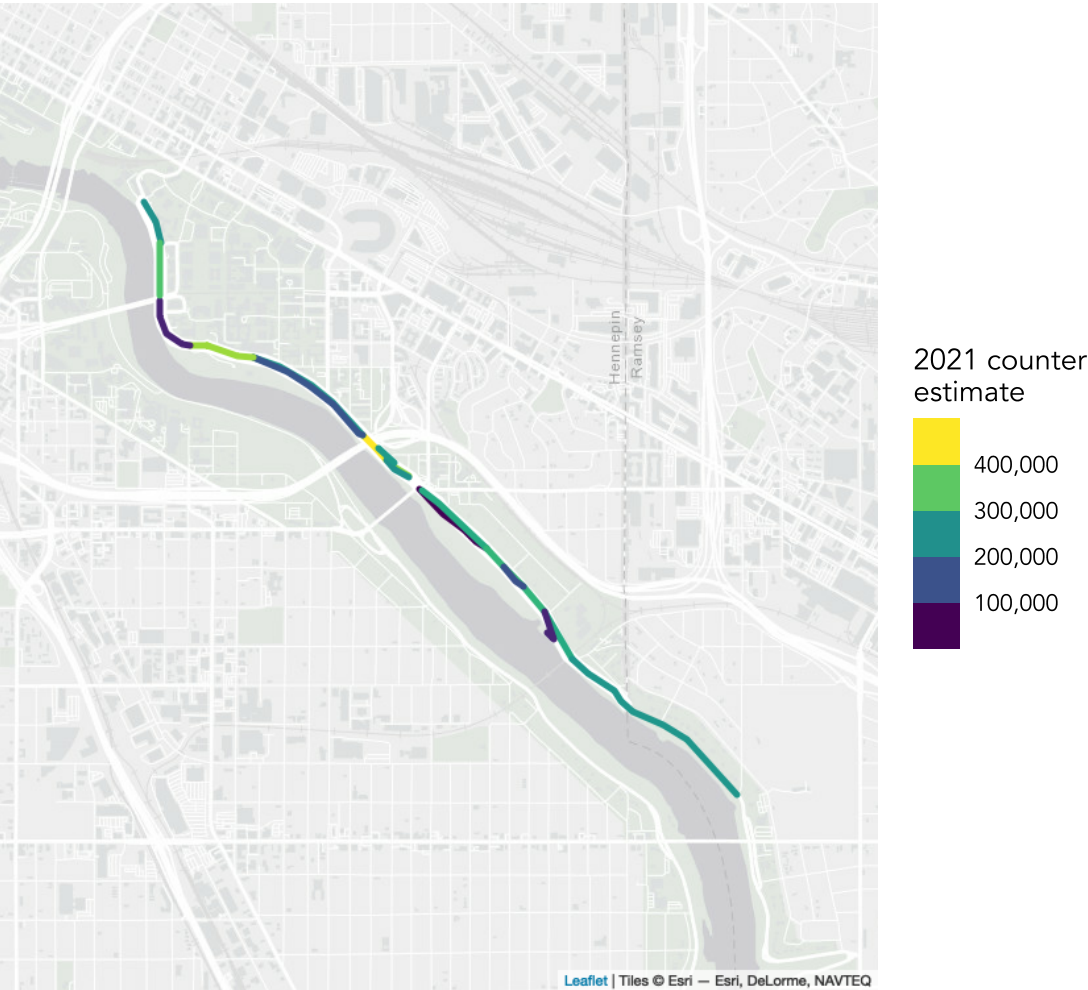 Hennepin
Ramsey
2021 counter
estimate
400,000
300,000
200,000
100,000
Leaflet | Tiles © Esri — Esri, DeLorme, NAVTEQ